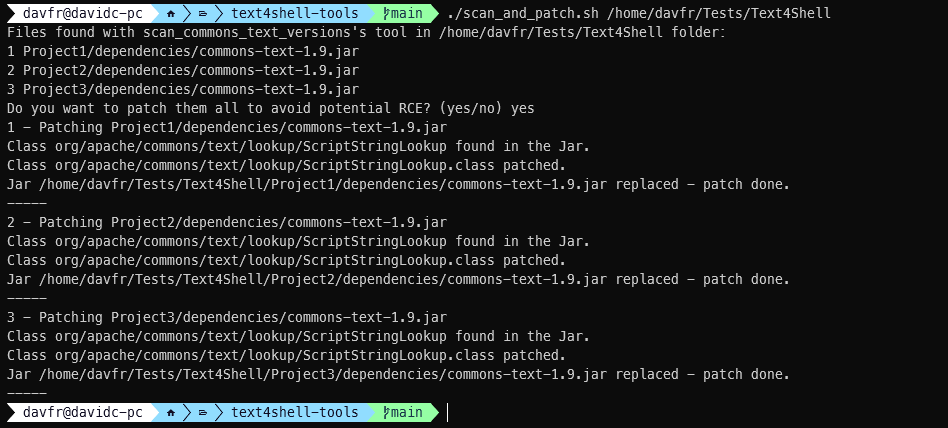 davfr@davidc-pc text4shell-tools main ./scan_and_patch.sh /home/davfr/Tests/Text4Shell
Files found with scan_commons_text_versions's tool in /home/davfr/Tests/Text4Shell folder:
1 Project1/dependencies/commons-text-1.9.jar
2 Project2/dependencies/commons-text-1.9.jar
3 Project3/dependencies/commons-text-1.9.jar
Do you want to patch them all to avoid potential RCE? (yes/no) yes
1 - Patching Project1/dependencies/commons-text-1.9.jar
Class org/apache/commons/text/lookup/ScriptStringLookup found in the Jar.
Class org/apache/commons/text/lookup/ScriptStringLookup.class patched.
Jar /home/davfr/Tests/Text4Shell/Project1/dependencies/commons-text-1.9.jar replaced - patch done.
-----
2 - Patching Project2/dependencies/commons-text-1.9.jar
Class org/apache/commons/text/lookup/ScriptStringLookup found in the Jar.
Class org/apache/commons/text/lookup/ScriptStringLookup.class patched.
Jar /home/davfr/Tests/Text4Shell/Project2/dependencies/commons-text-1.9.jar replaced - patch done.
-----
3 - Patching Project3/dependencies/commons-text-1.9.jar
Class org/apache/commons/text/lookup/ScriptStringLookup found in the Jar.
Class org/apache/commons/text/lookup/ScriptStringLookup.class patched.
Jar /home/davfr/Tests/Text4Shell/Project3/dependencies/commons-text-1.9.jar replaced - patch done.
-----
davfr@davidc-pc text4shell-tools main